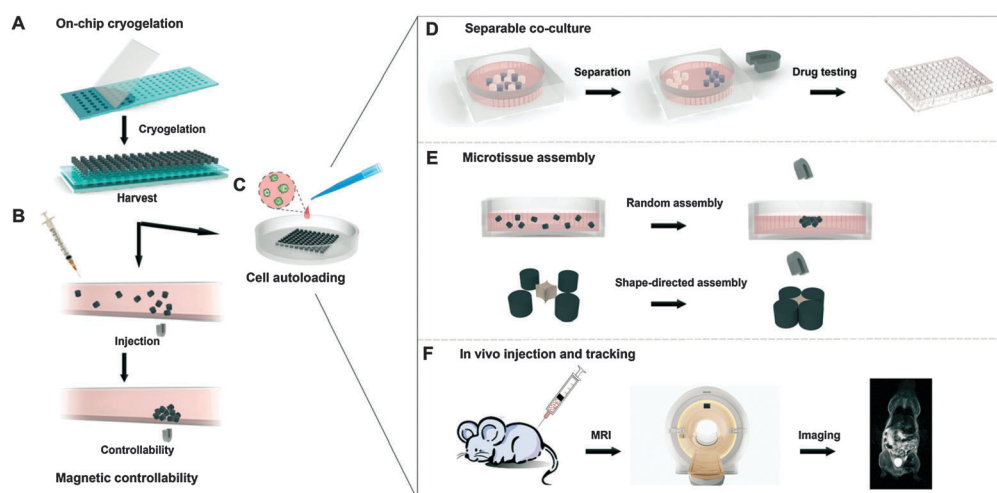 A
On-chip cryogelation
Cryogelation
Harvest
B
Injection
Controllability
Magnetic controllability
C
Cell autoloading
D
Separable co-culture
Separation
Drug testing
E
Microtissue assembly
Random assembly
Shape-directed assembly
F
In vivo injection and tracking
MRI
Imaging